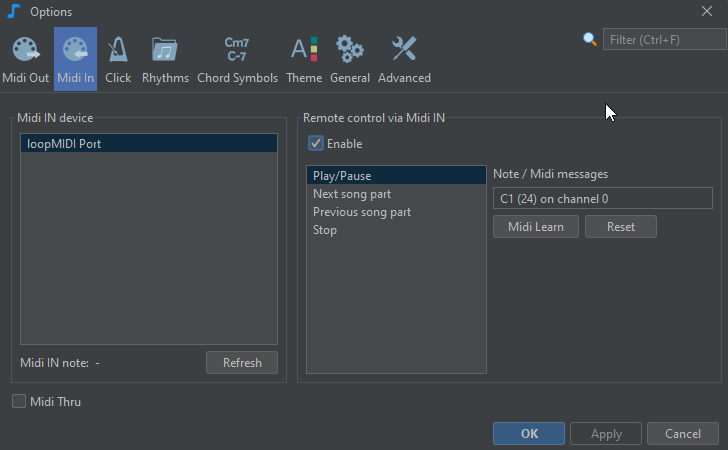 Options
Filter (Ctrl+F)
Midi Out
Midi In
Click
Rhythms
Cm7
C-7
Chord Symbols
A
Theme
General
Advanced
Midi IN device
loopMIDI Port
Midi IN note: -
Refresh
Remote control via Midi IN
Enable
Play/Pause
Next song part
Previous song part
Stop
Note / Midi messages
C1 (24) on channel 0
Midi Learn
Reset
Midi Thru
OK
Apply
Cancel